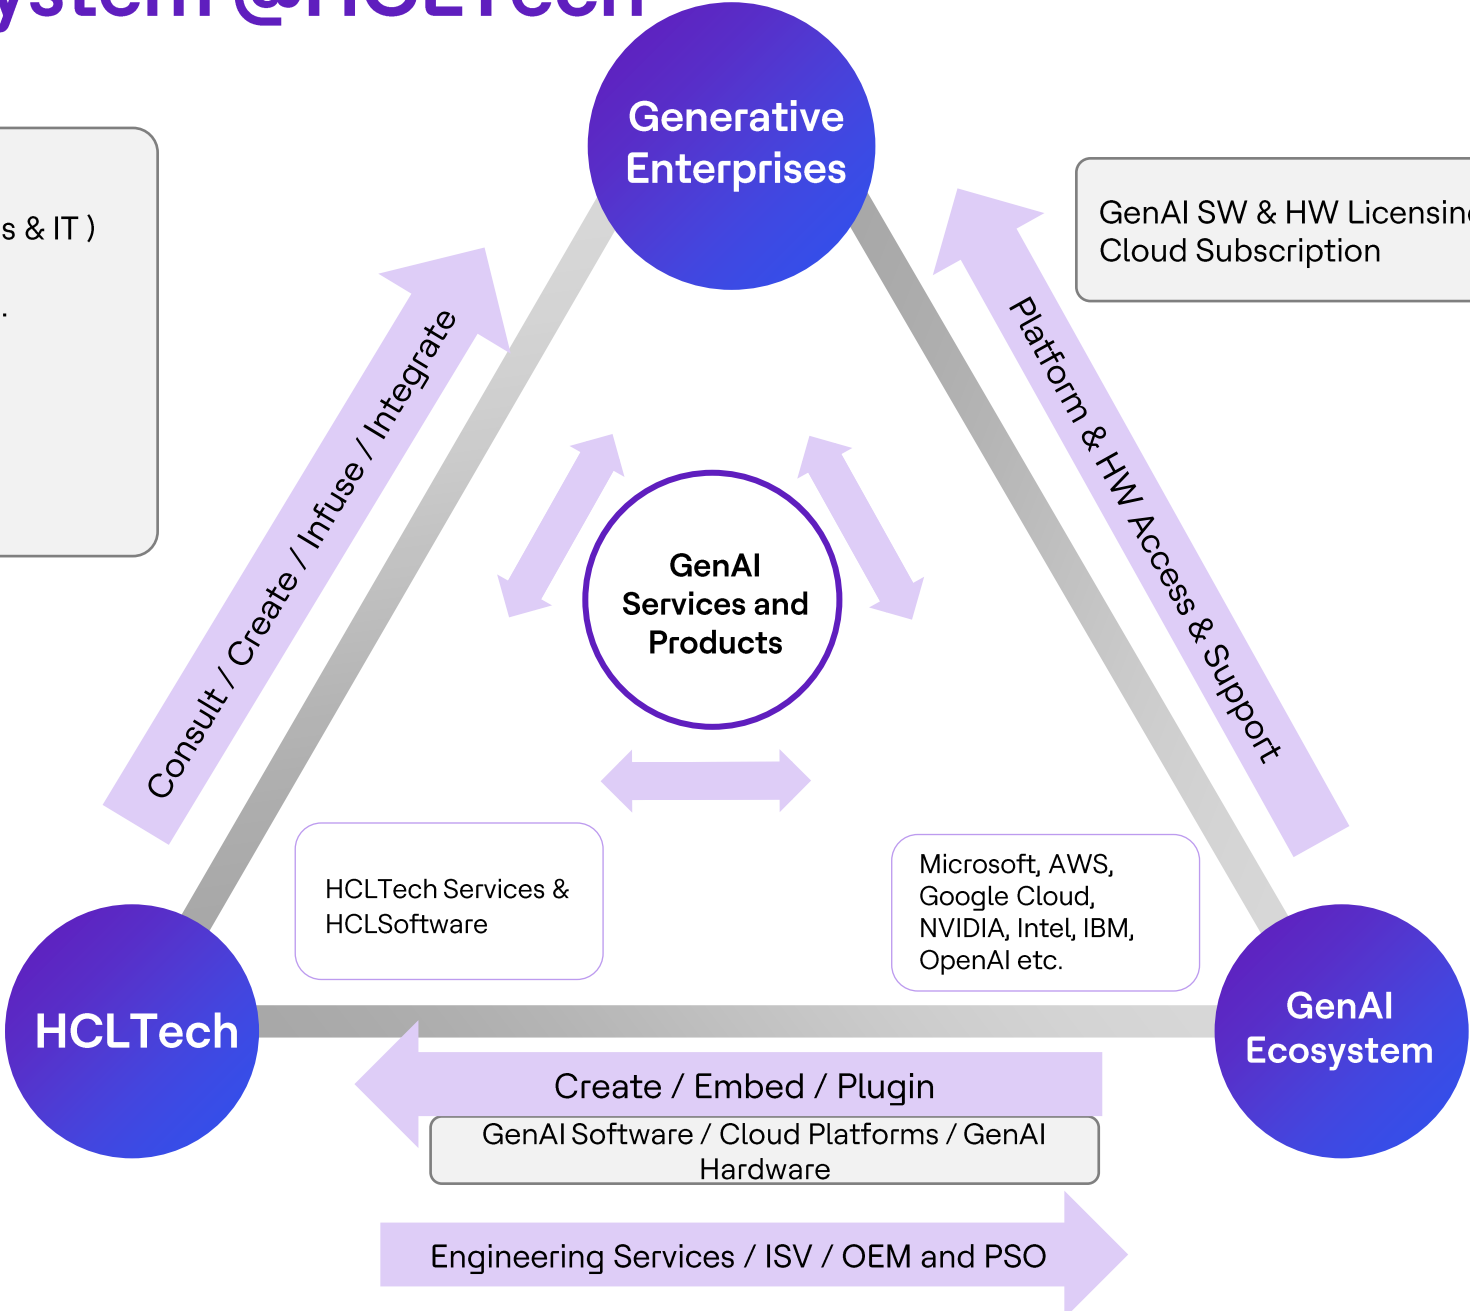 @HCLTech
Generative
Enterprises
s & IT )
.
GenAI SW & HW
Cloud Subscription
Consult / Create / Infuse / Integrate
Platform & HW Access & Support
GenAI
Services and
Products
HCLTech Services &
HCLSoftware
Microsoft, AWS,
Google Cloud,
NVIDIA, Intel, IBM,
OpenAI etc.
HCLTech
GenAI
Ecosystem
Create / Embed / Plugin
GenAI Software / Cloud Platforms / GenAI
Hardware
Engineering Services / ISV / OEM and PSO